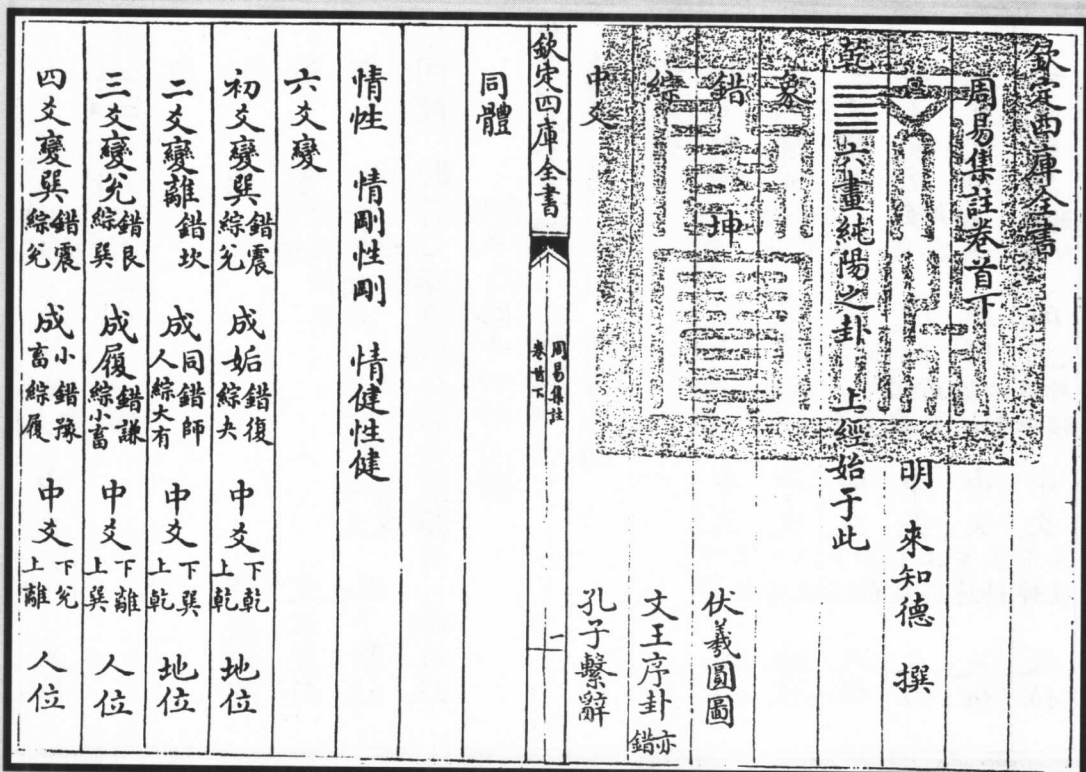 欽定四庫全書
周易集註卷首下
明 來知德 撰
乾 六畫純陽之卦 上經始于此
象
錯 坤 伏羲圓圖
綜 文王序卦 亦錯
中爻 孔子繫辭
欽定四庫全書 周易集註 卷首下 一
同體
情性 情剛性剛 情健性健
六爻變
初爻變巽 錯震 綜兌 成姤 錯復 綜夬 中爻 下乾 上乾 地位
二爻變離 錯坎 成同人 錯師 綜大有 中爻 下巽 上乾 地位
三爻變兌 錯艮 綜巽 成履 錯謙 綜小畜 中爻 下離 上巽 人位
四爻變巽 錯震 綜兌 成小畜 錯豫 綜履 中爻 下兌 上離 人位